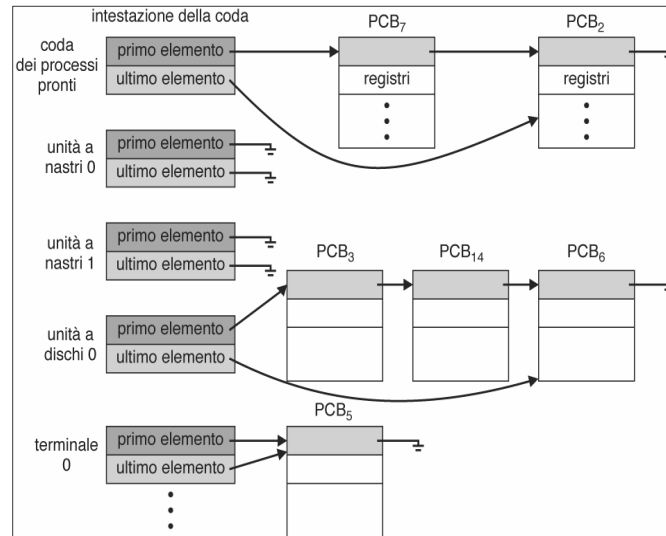 intestazione della coda
PCB7
PCB2
coda
dei processi
pronti
primo elemento
ultimo elemento
registri
registri
unità a
nastri 0
primo elemento
ultimo elemento
unità a
nastri 1
primo elemento
ultimo elemento
PCB3
PCB14
PCB6
unità a
dischi 0
primo elemento
ultimo elemento
PCB5
terminale
0
primo elemento
ultimo elemento